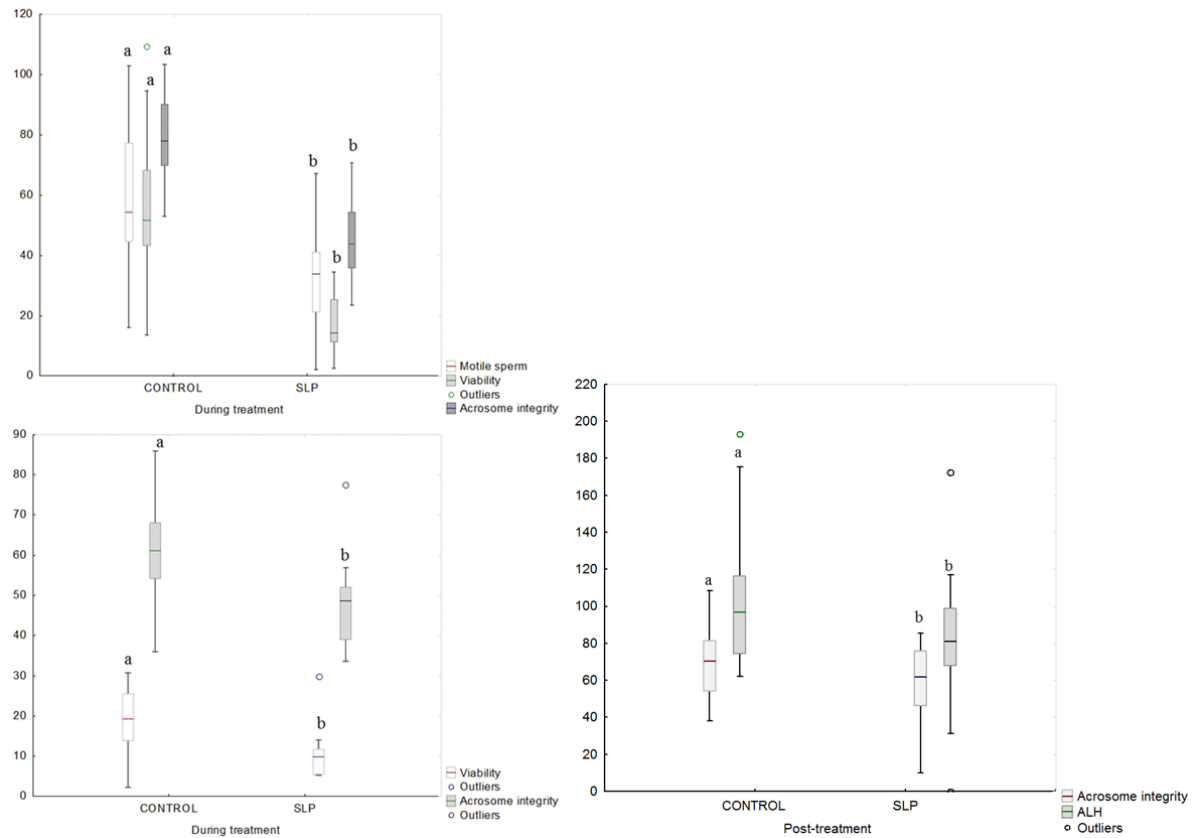 120
100
80
60
40
20
0
a
a
a
b
b
b
CONTROL SLP
During treatment
Motile sperm
Viability
Outliers
Acrosome integrity
90
80
70
60
50
40
30
20
10
0
a
a
b
b
CONTROL SLP
During treatment
Viability
Outliers
Acrosome integrity
Outliers
220
200
180
160
140
120
100
80
60
40
20
0
a
a
b
b
CONTROL SLP
Post-treatment
Acrosome integrity
ALH
Outliers